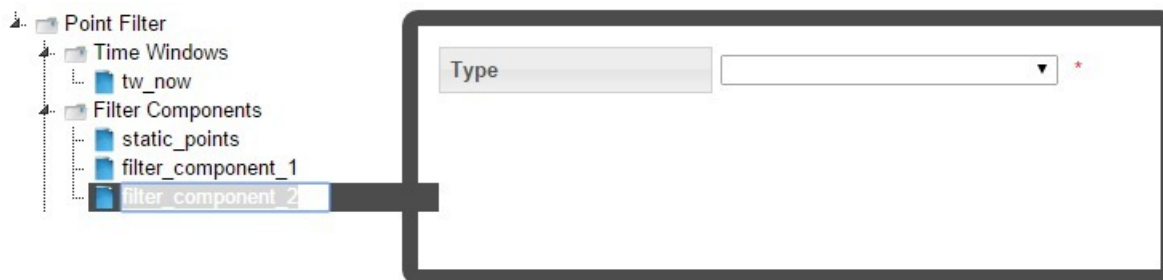 Point Filter
Time Windows
tw_now
Filter Components
static_points
filter_component_1
filter_component_2
Type
*